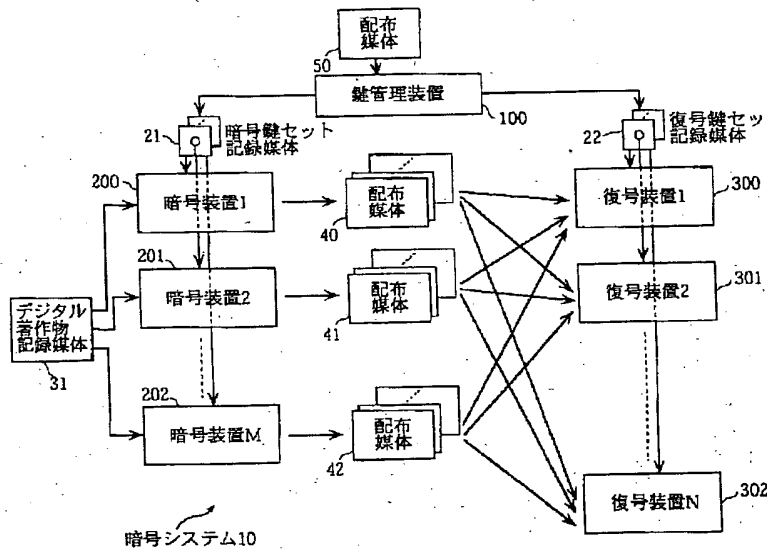 配布
媒体
50
鍵管理装置
100
21
暗号鍵セット
記録媒体
22
復号鍵セット
記録媒体
200
暗号装置1
配布
媒体
40
復号装置1
300
201
暗号装置2
配布
媒体
41
復号装置2
301
デジタル
著作物
記録媒体
31
202
暗号装置M
配布
媒体
42
復号装置N
302
暗号システム10